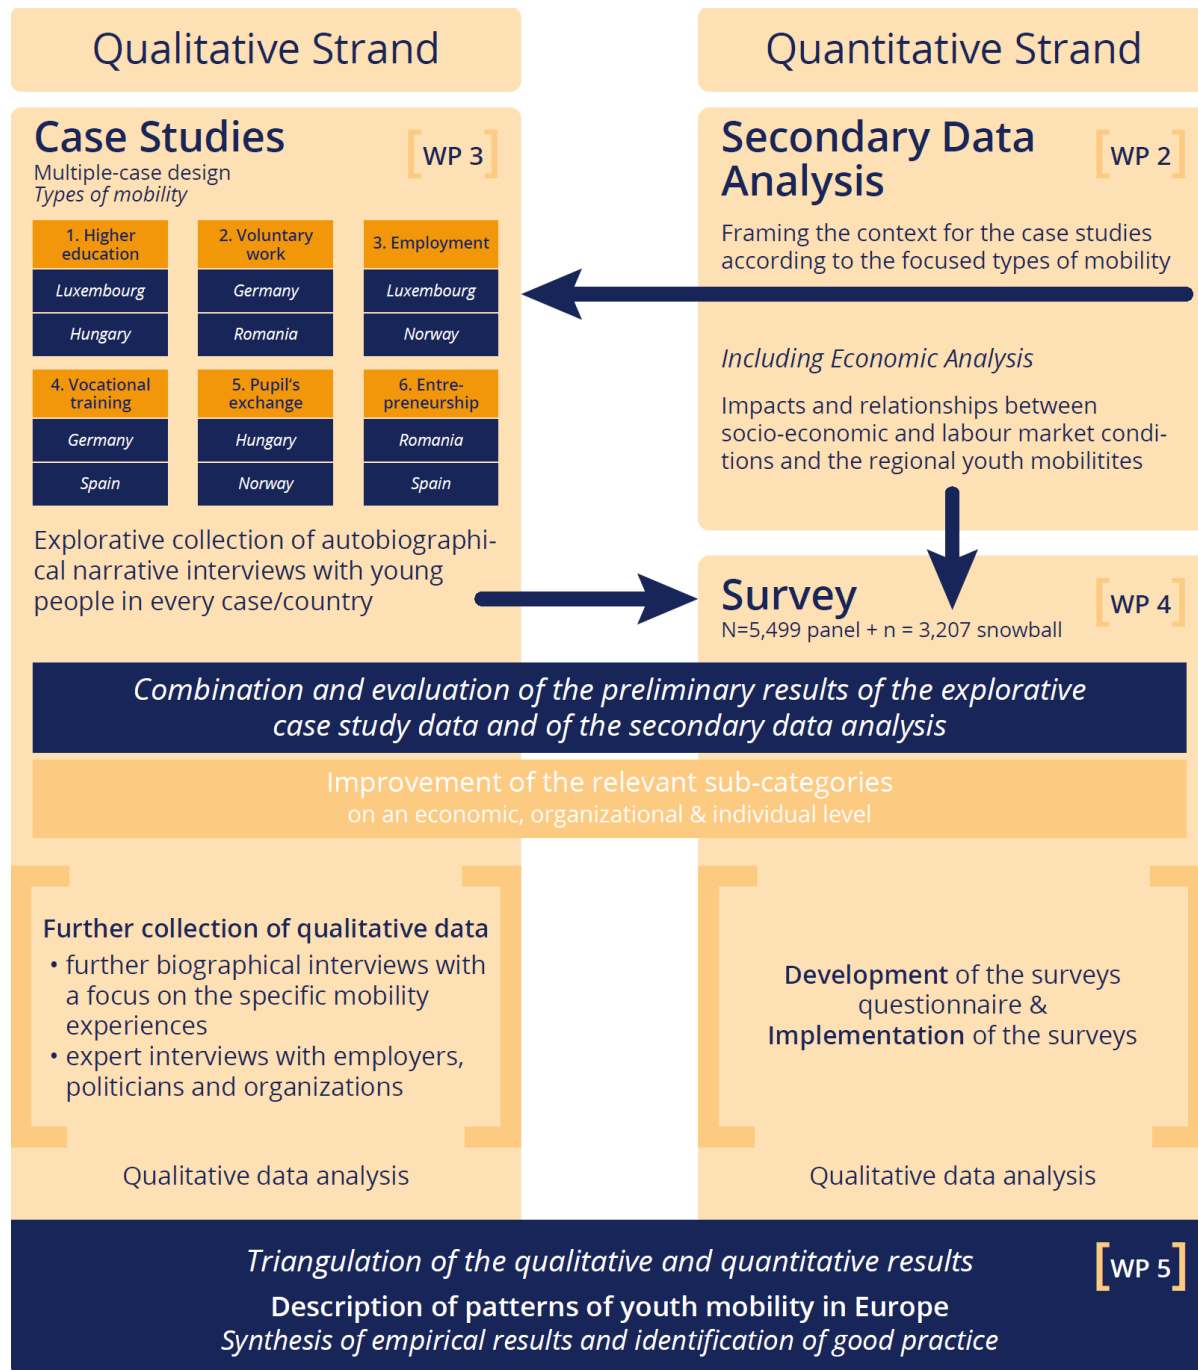 Qualitative Strand
Quantitative Strand
Case Studies
[WP 3]
Multiple-case design
Types of mobility
1. Higher
education
Luxembourg
Hungary
2. Voluntary
work
Germany
Romania
3. Employment
Luxembourg
Norway
4. Vocational
training
Germany
Spain
5. Pupil's
exchange
Hungary
Norway
6. Entre-
preneurship
Romania
Spain
Explorative collection of autobiographi-
cal narrative interviews with young
people in every case/country
Secondary Data
Analysis
[WP 2]
Framing the context for the case studies
according to the focused types of mobility
Including Economic Analysis
Impacts and relationships between
socio-economic and labour market condi-
tions and the regional youth mobilitites
Survey
[WP 4]
N=5,499 panel + n = 3,207 snowball
Combination and evaluation of the preliminary results of the explorative
case study data and of the secondary data analysis
Improvement of the relevant sub-categories
on an economic, organizational & individual level
Further collection of qualitative data
• further biographical interviews with
a focus on the specific mobility
experiences
• expert interviews with employers,
politicians and organizations
Qualitative data analysis
Development of the surveys
questionnaire &
Implementation of the surveys
Qualitative data analysis
Triangulation of the qualitative and quantitative results
[WP 5]
Description of patterns of youth mobility in Europe
Synthesis of empirical results and identification of good practice